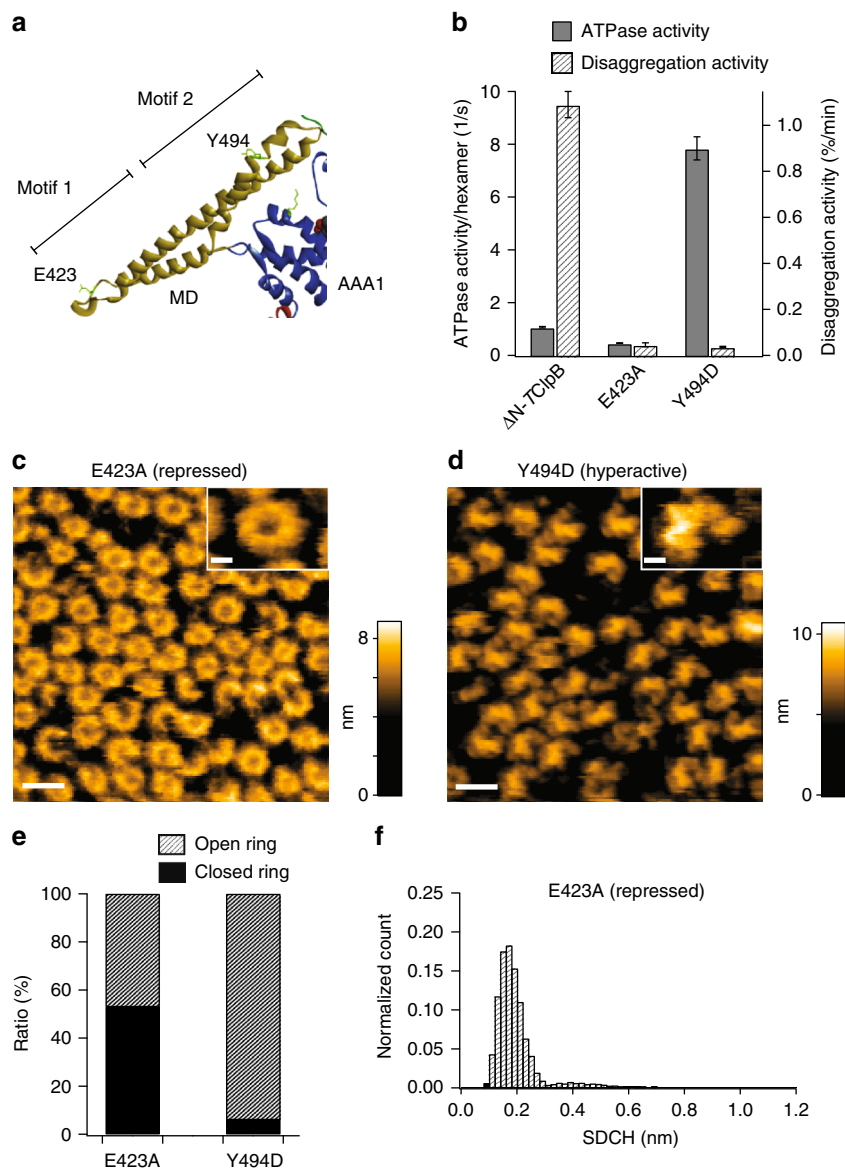 a
Motif 2
Y494
Motif 1
E423
MD
AAA1
b
ATPase activity
Disaggregation activity
10
8
6
4
2
0
ATPase activity/hexamer (1/s)
1.0
0.8
0.6
0.4
0.2
0.0
Disaggregation activity (%/min)
ΔN-TClpB
E423A
Y494D
c
E423A (repressed)
8
nm
0
d
Y494D (hyperactive)
10
nm
0
e
Open ring
Closed ring
100
80
60
40
20
0
Ratio (%)
E423A
Y494D
f
E423A (repressed)
0.25
0.20
0.15
0.10
0.05
0.00
Normalized count
0.0 0.2 0.4 0.6 0.8 1.0 1.2
SDCH (nm)